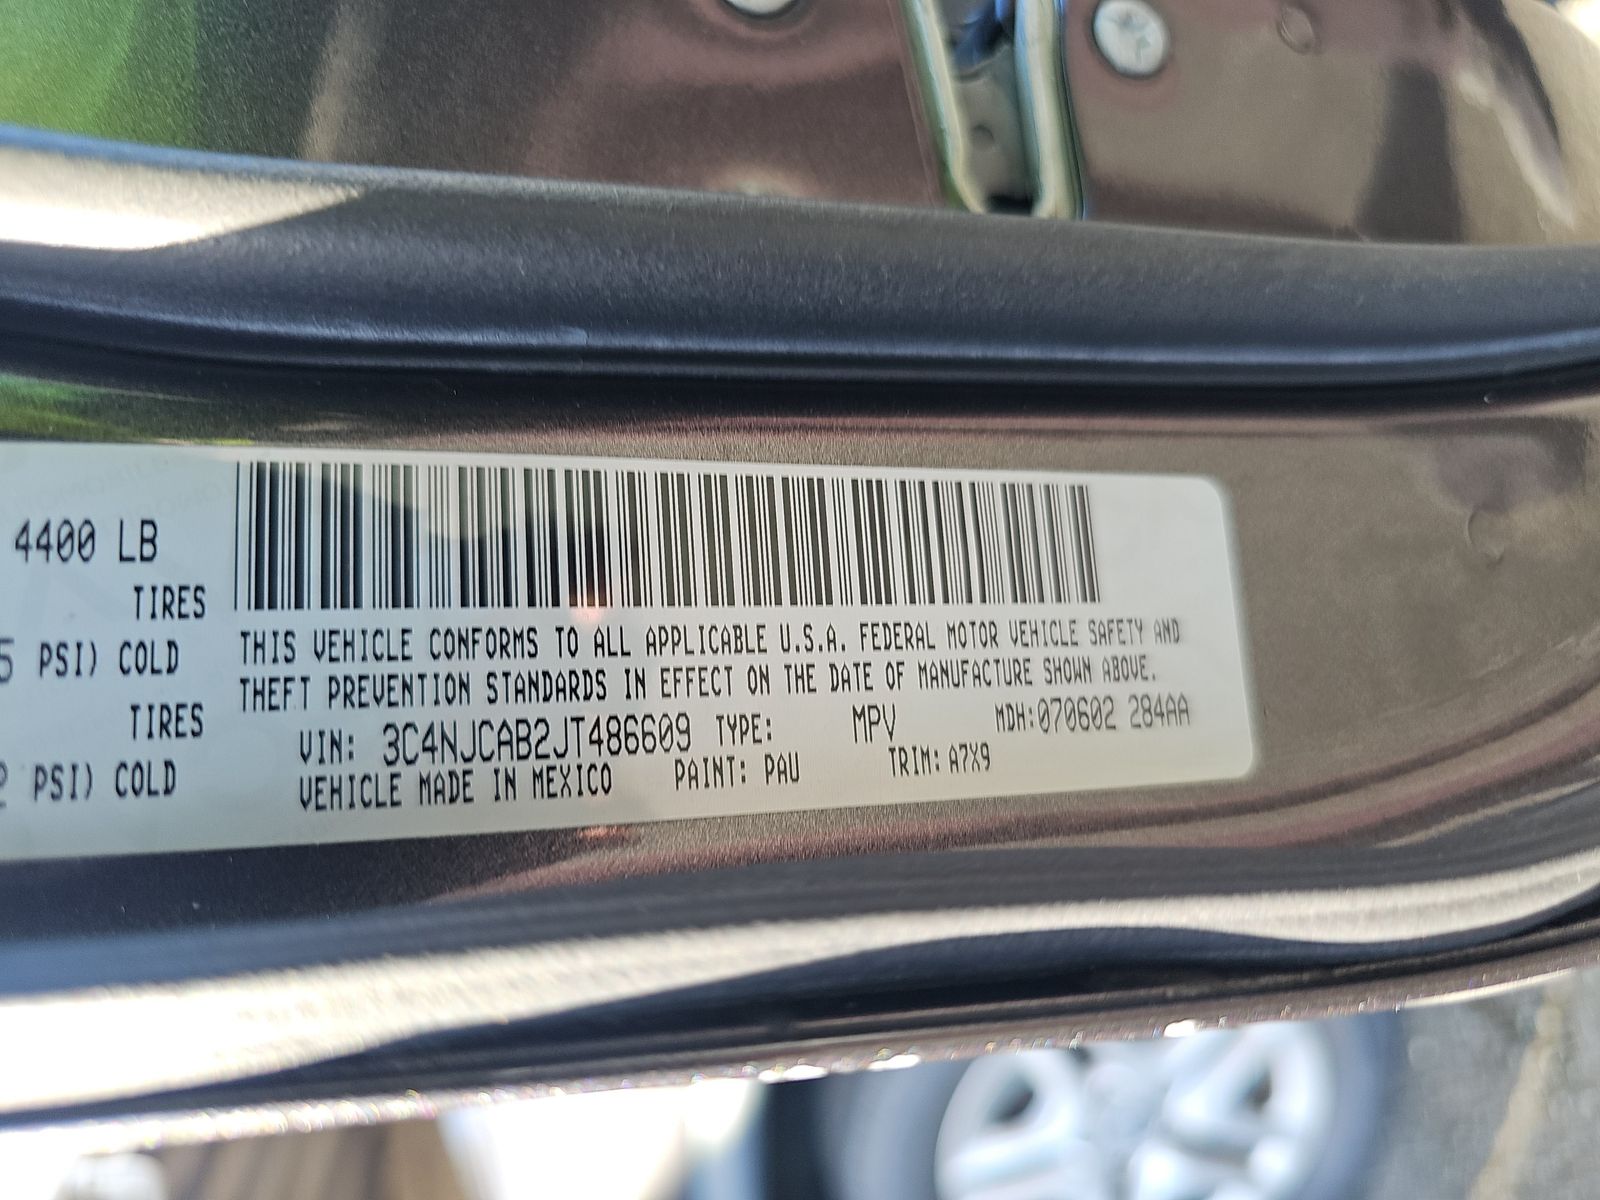 4400 LB
TIRES
5 PSI) COLD
TIRES
PSI) COLD
THIS VEHICLE CONFORMS TO ALL APPLICABLE U.S.A. FEDERAL MOTOR VEHICLE SAFETY AND
THEFT PREVENTION STANDARDS IN EFFECT ON THE DATE OF MANUFACTURE SHOWN ABOVE.
VIN: 3C4NJCAB2JT486609 TYPE: MPV MDH:070602 284AA
VEHICLE MADE IN MEXICO PAINT: PAU TRIM: A7X9